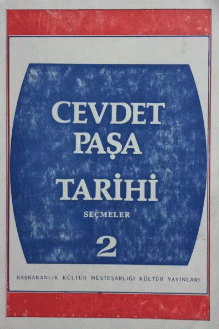 CEVDET
PAŞA
TARİHİ
SEÇMELER
2
BAŞBAKANLIK KÜLTÜR MÜSTEŞARLIĞI KÜLTÜR YAYINLARI